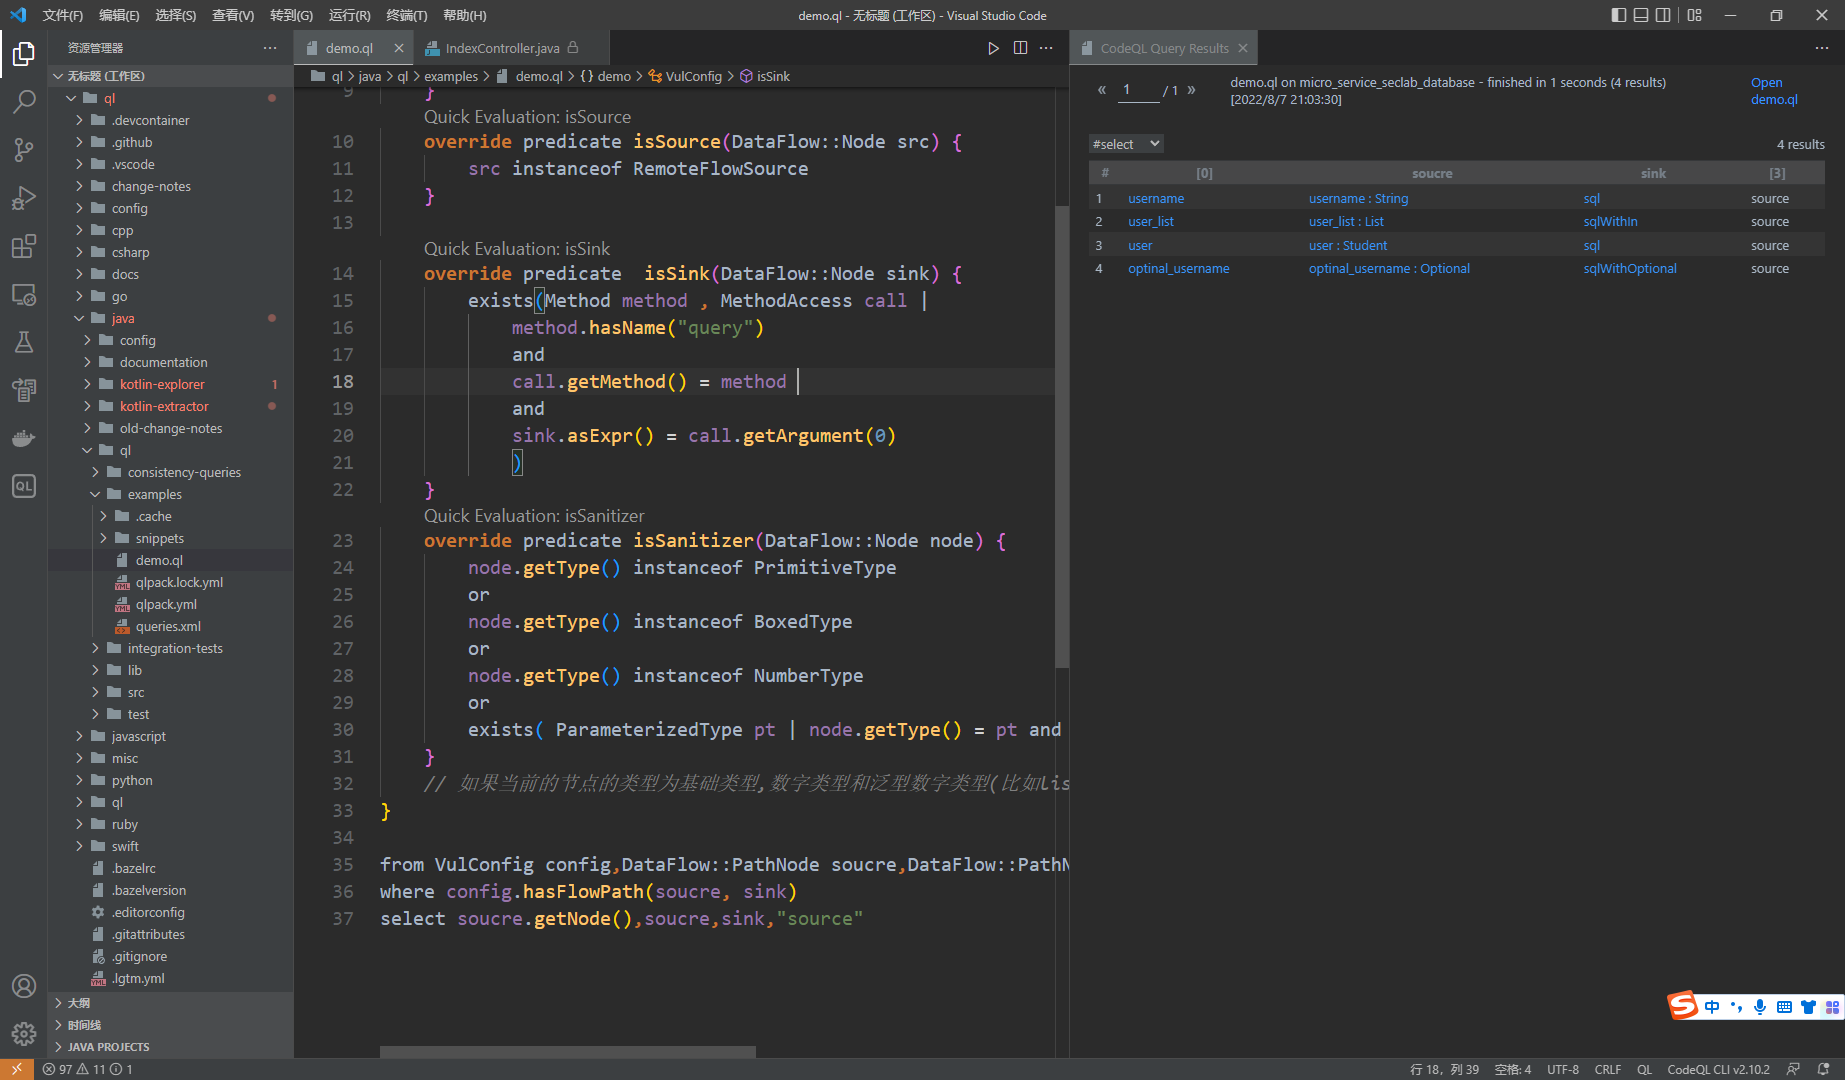 文件(F) 编辑(E) 选择(S) 查看(V) 转到(G) 运行(R) 终端(T) 帮助(H)
demo.ql - 无标题 (工作区) - Visual Studio Code
资源管理器
无标题 (工作区)
ql
.devcontainer
.github
.vscode
change-notes
config
cpp
csharp
docs
go
java
config
documentation
kotlin-explorer 1
kotlin-extractor
old-change-notes
ql
consistency-queries
examples
.cache
snippets
demo.ql
qlpack.lock.yml
qlpack.yml
queries.xml
integration-tests
lib
src
test
javascript
misc
python
ql
ruby
swift
.bazelrc
.bazelversion
.editorconfig
.gitattributes
.gitignore
.lgtm.yml
大纲
时间线
JAVA PROJECTS
demo.ql IndexController.java
ql > java > ql > examples > demo.ql > {} demo > VulConfig > isSink
9 }
Quick Evaluation: isSource
10 override predicate isSource(DataFlow::Node src) {
11 src instanceof RemoteFlowSource
12 }
13
Quick Evaluation: isSink
14 override predicate  isSink(DataFlow::Node sink) {
15 exists(Method method , MethodAccess call |
16 method.hasName("query")
17 and
18 call.getMethod() = method
19 and
20 sink.asExpr() = call.getArgument(0)
21 )
22 }
Quick Evaluation: isSanitizer
23 override predicate isSanitizer(DataFlow::Node node) {
24 node.getType() instanceof PrimitiveType
25 or
26 node.getType() instanceof BoxedType
27 or
28 node.getType() instanceof NumberType
29 or
30 exists( ParameterizedType pt | node.getType() = pt and
31 }
32 // 如果当前的节点的类型为基础类型,数字类型和泛型数字类型(比如lis
33 }
34
35 from VulConfig config,DataFlow::PathNode soucre,DataFlow::PathN
36 where config.hasFlowPath(soucre, sink)
37 select soucre.getNode(),soucre,sink,"source"
CodeQL Query Results
« 1 / 1 »
demo.ql on micro_service_seclab_database - finished in 1 seconds (4 results) [2022/8/7 21:03:30]
Open demo.ql
#select
4 results
# [0] soucre sink [3]
1 username username : String sql source
2 user_list user_list : List sqlWithIn source
3 user user : Student sql source
4 optinal_username optinal_username : Optional sqlWithOptional source
中
97 11 1
行 18, 列 39 空格: 4 UTF-8 CRLF QL CodeQL CLI v2.10.2